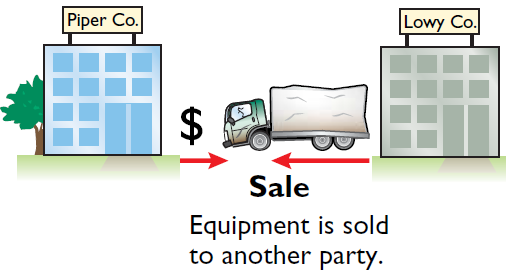 Piper Co.
Lowy Co.
$
Sale
Equipment is sold
to another party.